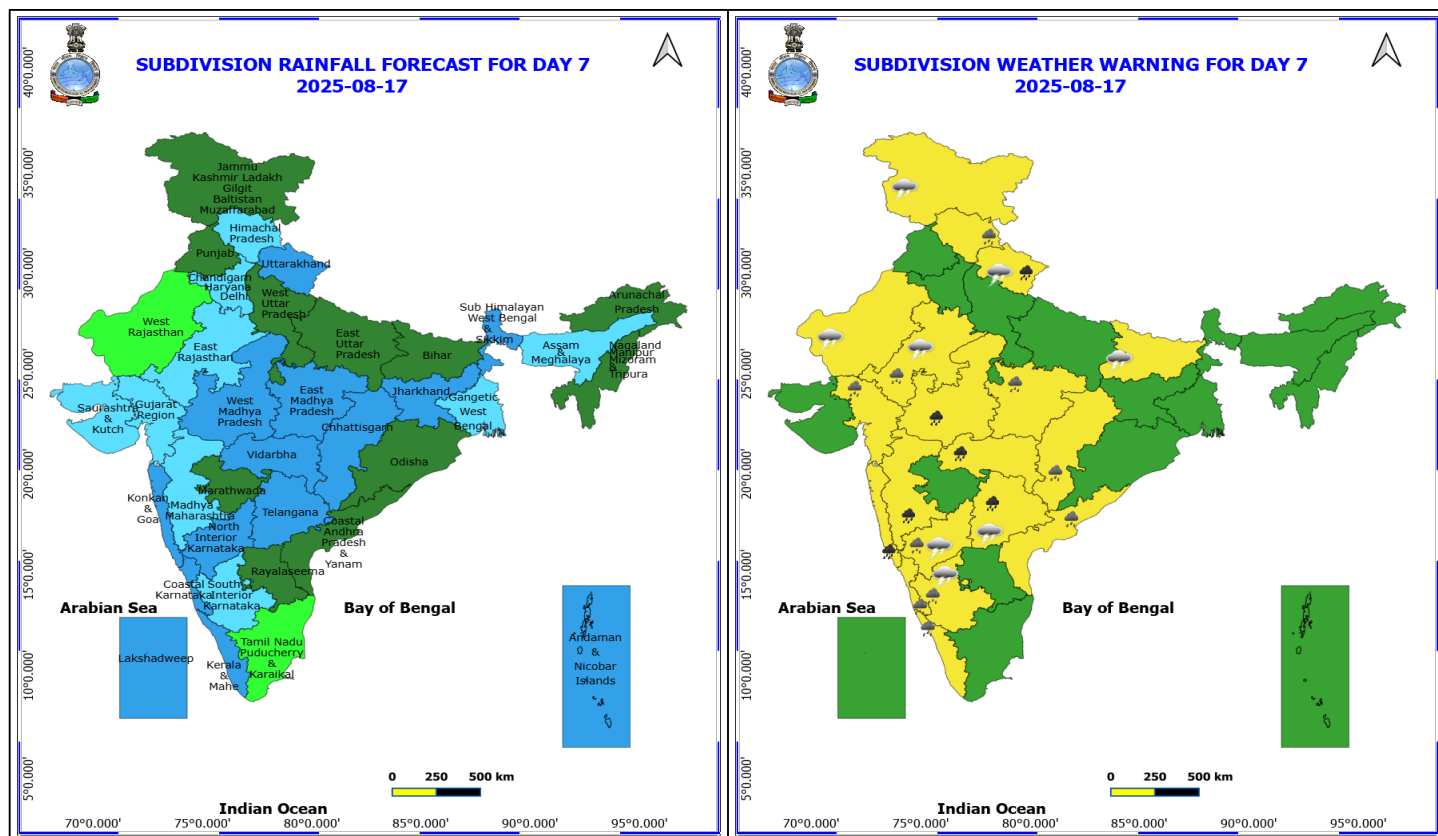 SUBDIVISION RAINFALL FORECAST FOR DAY 7
2025-08-17
40°0.000'
35°0.000'
30°0.000'
25°0.000'
20°0.000'
15°0.000'
10°0.000'
5°0.000'
Jammu
Kashmir Ladakh
Gilgit
Baltistan
Muzaffarabad
Himachal
Pradesh
Punjab
Uttarakhand
Chandigarh
Haryana
Delhi
West
Uttar
Pradesh
West
Rajasthan
East
Rajasthan
East
Uttar
Pradesh
Bihar
Sub Himalayan
West Bengal
&
Sikkim
Arunachal
Pradesh
Assam
&
Meghalaya
Nagaland
Manipur
Mizoram
&
Tripura
Saurashtra
&
Kutch
Gujarat
Region
West
Madhya
Pradesh
East
Madhya
Pradesh
Jharkhand
Gangetic
West
Bengal
Chhattisgarh
Vidarbha
Odisha
Marathwada
Konkan
&
Goa
Madhya
Maharashtra
North
Interior
Karnataka
Telangana
Coastal
Andhra
Pradesh
&
Yanam
Rayalaseema
Coastal
Karnataka
South
Interior
Karnataka
Arabian Sea
Bay of Bengal
Lakshadweep
Tamil Nadu
Puducherry
&
Karaikal
Kerala
&
Mahe
Andaman
&
Nicobar
Islands
0 250 500 km
Indian Ocean
70°0.000' 75°0.000' 80°0.000' 85°0.000' 90°0.000' 95°0.000'
SUBDIVISION WEATHER WARNING FOR DAY 7
2025-08-17
40°0.000'
35°0.000'
30°0.000'
25°0.000'
20°0.000'
15°0.000'
10°0.000'
5°0.000'
Arabian Sea
Bay of Bengal
0 250 500 km
Indian Ocean
70°0.000' 75°0.000' 80°0.000' 85°0.000' 90°0.000' 95°0.000'